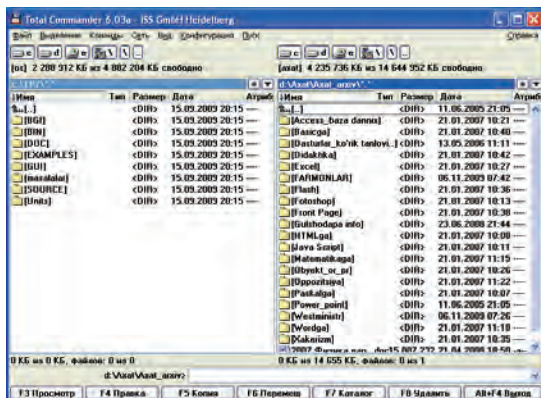 Total Commander 6.03a - ISS GmbH Heidelberg
Файл Выделение Команды Сеть Вид Конфигурация Пуск Справка
c d e \ \ ..
c d e \ \ ..
[os] 2 208 912 КБ из 4 882 204 КБ свободно
[axat] 4 235 736 КБ из 14 644 952 КБ свободно
d:\Axat\Axat_arxiv\*.*
Имя Тип Размер Дата Атриб
[..] <DIR> 15.09.2009 20:15 ----
[BGI] <DIR> 15.09.2009 20:15 ----
[BIN] <DIR> 15.09.2009 20:15 ----
[DOC] <DIR> 15.09.2009 20:15 ----
[EXAMPLES] <DIR> 15.09.2009 20:15 ----
[GUI] <DIR> 15.09.2009 20:15 ----
[masalalar] <DIR> 15.09.2009 20:15 ----
[SOURCE] <DIR> 15.09.2009 20:15 ----
[Units] <DIR> 15.09.2009 20:15 ----
Имя Тип Размер Дата Атриб
[..] <DIR> 11.06.2005 21:05 ----
[Access_baza dannix] <DIR> 21.01.2007 10:21 ----
[Basicga] <DIR> 21.01.2007 10:40 ----
[Dasturlar_ko'rik tanlovi..] <DIR> 13.05.2006 11:11 ----
[Didaktika] <DIR> 21.01.2007 10:42 ----
[Excel] <DIR> 21.01.2007 10:27 ----
[FARMONLAR] <DIR> 06.11.2009 07:42 ----
[Flash] <DIR> 21.01.2007 10:36 ----
[Fotoshop] <DIR> 21.01.2007 10:13 ----
[Front Page] <DIR> 21.01.2007 10:38 ----
[Gulshodapa info] <DIR> 23.06.2008 21:44 ----
[HTMLga] <DIR> 21.01.2007 10:08 ----
[Java Script] <DIR> 21.01.2007 10:11 ----
[Matematikaga] <DIR> 21.01.2007 11:15 ----
[Obyekt_or_pr] <DIR> 21.01.2007 10:26 ----
[Oppozitsiya] <DIR> 21.01.2007 11:22 ----
[Paskalga] <DIR> 21.01.2007 10:07 ----
[Power_point] <DIR> 11.06.2005 21:05 ----
[Westministr] <DIR> 06.11.2009 07:26 ----
[Wordga] <DIR> 21.01.2007 11:10 ----
[Xakerizm] <DIR> 21.01.2007 10:35 ----
0 КБ из 0 КБ, файлов: 0 из 0
0 КБ из 14 655 КБ, файлов: 0 из 1
d:\Axat\Axat_arxiv>
F3 Просмотр F4 Правка F5 Копия F6 Перемещ F7 Каталог F8 Удалить Alt+F4 Выход